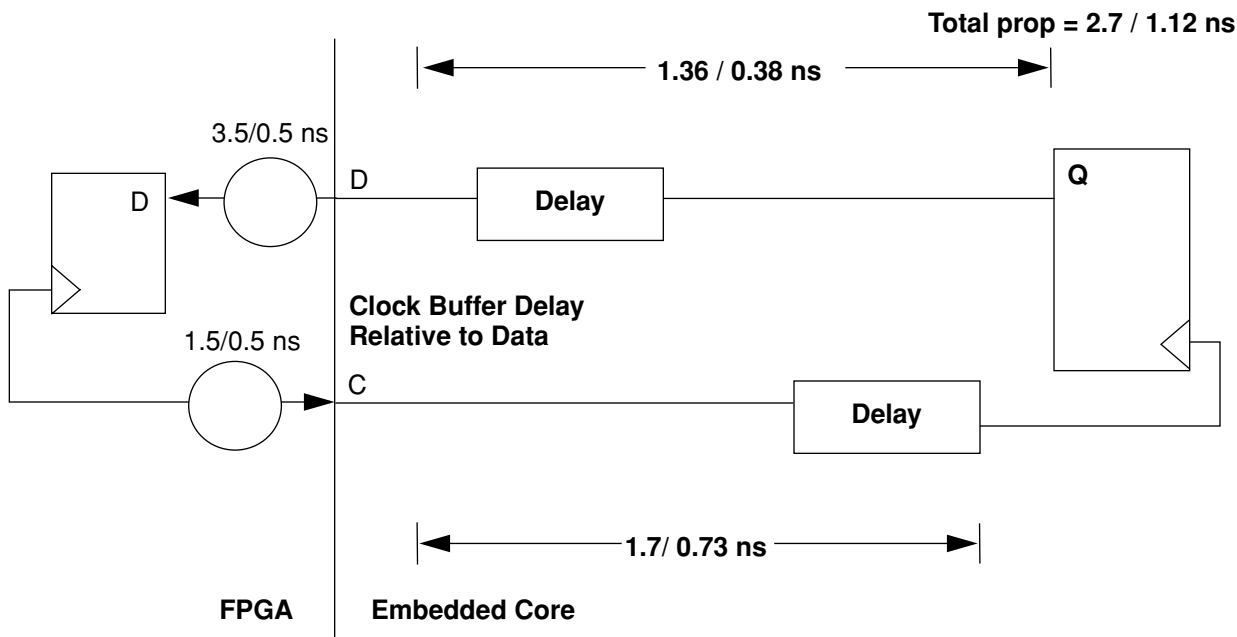 Total prop = 2.7 / 1.12 ns
1.36 / 0.38 ns
3.5/0.5 ns
D
D
Delay
Q
Clock Buffer Delay
Relative to Data
1.5/0.5 ns
C
Delay
1.7/ 0.73 ns
FPGA
Embedded Core